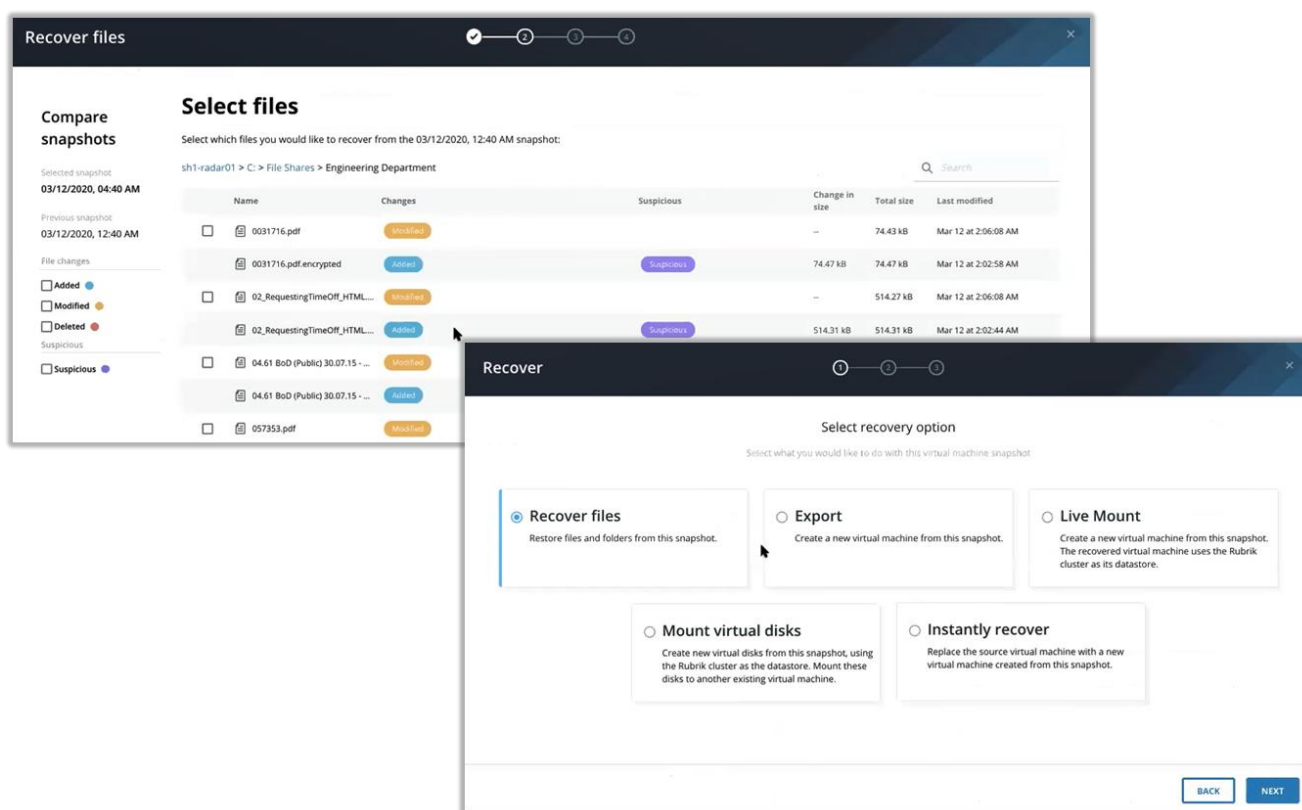 Recover files
2 3 4
Compare
snapshots
Selected snapshot
03/12/2020, 04:40 AM
Previous snapshot
03/12/2020, 12:40 AM
File changes
Added
Modified
Deleted
Suspicious
Suspicious
Select files
Select which files you would like to recover from the 03/12/2020, 12:40 AM snapshot:
sh1-radar01 > C: > File Shares > Engineering Department
Search
Name Changes Suspicious Change in size Total size Last modified
0031716.pdf Modified -- 74.43 kB Mar 12 at 2:06:08 AM
0031716.pdf.encrypted Added Suspicious 74.47 kB 74.47 kB Mar 12 at 2:02:58 AM
02_RequestingTimeOff_HTML.... Modified -- 514.27 kB Mar 12 at 2:06:08 AM
02_RequestingTimeOff_HTML.... Added Suspicious 514.31 kB 514.31 kB Mar 12 at 2:02:44 AM
04.61 BoD (Public) 30.07.15 - ... Modified
04.61 BoD (Public) 30.07.15 - ... Added
057353.pdf Modified
Recover
1 2 3
Select recovery option
Select what you would like to do with this virtual machine snapshot
Recover files
Restore files and folders from this snapshot.
Export
Create a new virtual machine from this snapshot.
Live Mount
Create a new virtual machine from this snapshot.
The recovered virtual machine uses the Rubrik
cluster as its datastore.
Mount virtual disks
Create new virtual disks from this snapshot, using
the Rubrik cluster as the datastore. Mount these
disks to another existing virtual machine.
Instantly recover
Replace the source virtual machine with a new
virtual machine created from this snapshot.
BACK NEXT